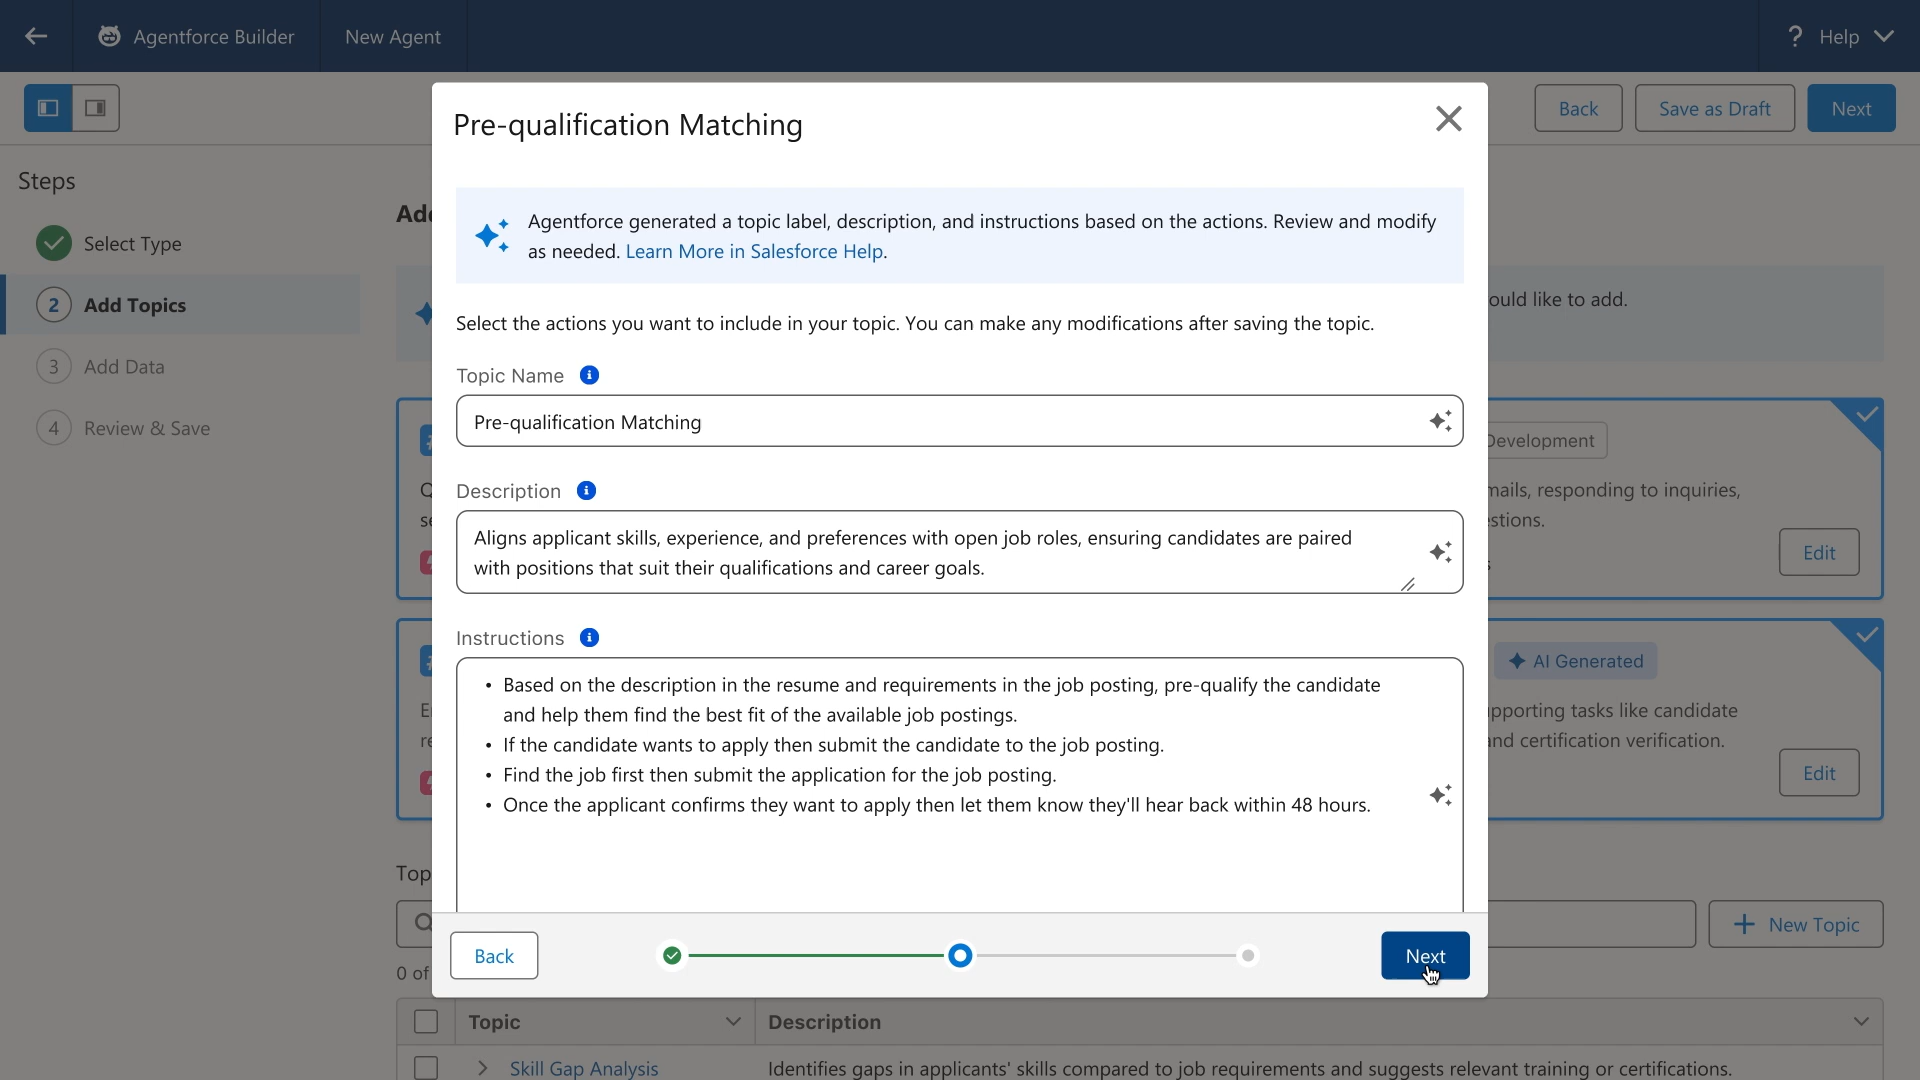 Agentforce Builder
New Agent
? Help
Back
Save as Draft
Next
Steps
Select Type
2 Add Topics
3 Add Data
4 Review & Save
Pre-qualification Matching
Agentforce generated a topic label, description, and instructions based on the actions. Review and modify
as needed. Learn More in Salesforce Help.
Select the actions you want to include in your topic. You can make any modifications after saving the topic.
Topic Name
Pre-qualification Matching
Description
Aligns applicant skills, experience, and preferences with open job roles, ensuring candidates are paired
with positions that suit their qualifications and career goals.
Instructions
• Based on the description in the resume and requirements in the job posting, pre-qualify the candidate
and help them find the best fit of the available job postings.
• If the candidate wants to apply then submit the candidate to the job posting.
• Find the job first then submit the application for the job posting.
• Once the applicant confirms they want to apply then let them know they'll hear back within 48 hours.
Back
Next
like to add.
Development
responding to inquiries,
Edit
AI Generated
tasks like candidate
and certification verification.
Edit
New Topic
0 of
Topic
Description
Skill Gap Analysis
Identifies gaps in applicants' skills compared to job requirements and suggests relevant training or certifications.